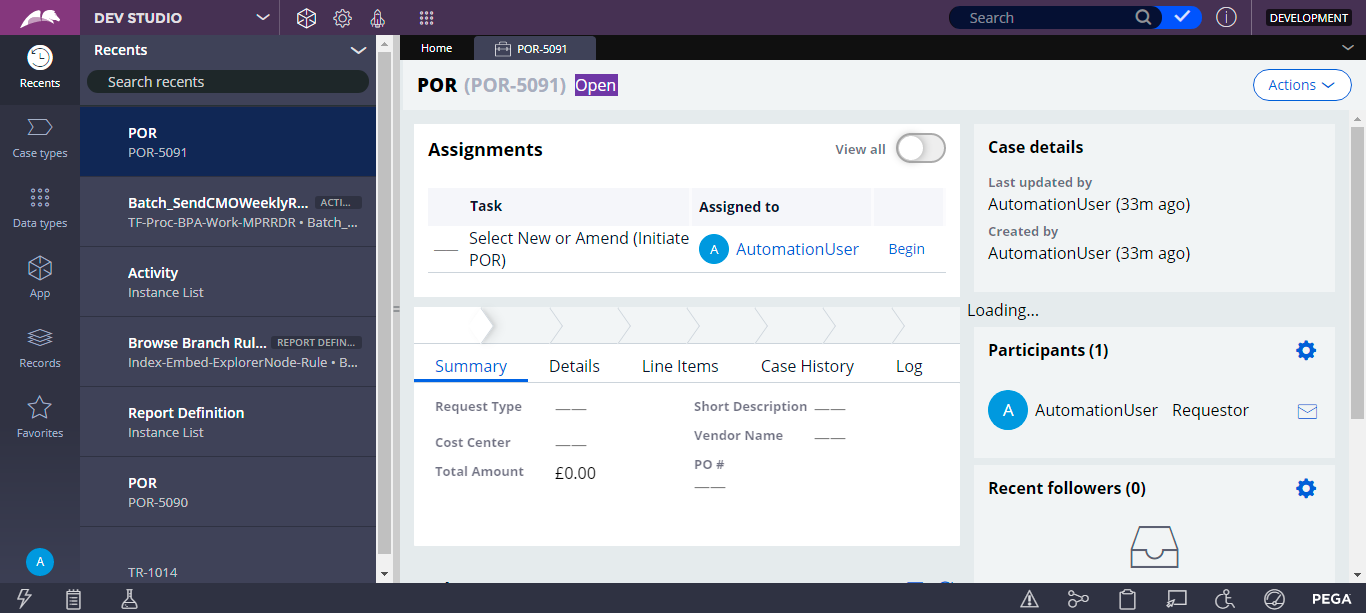 DEV STUDIO
Search
DEVELOPMENT
Recents
Case types
Data types
App
Records
Favorites
A
Recents
Search recents
POR
POR-5091
Batch_SendCMOWeeklyR... ACTI...
TF-Proc-BPA-Work-MPRRDR • Batch_...
Activity
Instance List
Browse Branch Rul... REPORT DEFIN...
Index-Embed-ExplorerNode-Rule • B...
Report Definition
Instance List
POR
POR-5090
TR-1014
Home
POR-5091
POR (POR-5091) Open
Actions
Assignments
View all
Task Assigned to
Select New or Amend (Initiate
POR)
A AutomationUser Begin
Summary Details Line Items Case History Log
Request Type ––– Short Description –––
Cost Center ––– Vendor Name –––
Total Amount £0.00 PO #
–––
Case details
Last updated by
AutomationUser (33m ago)
Created by
AutomationUser (33m ago)
Loading...
Participants (1)
A AutomationUser Requestor
Recent followers (0)
PEGA